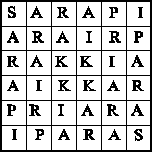 S A R A P I
A R A I R P
R A K K I A
A I K K A R
P R I A R A
I P A R A S